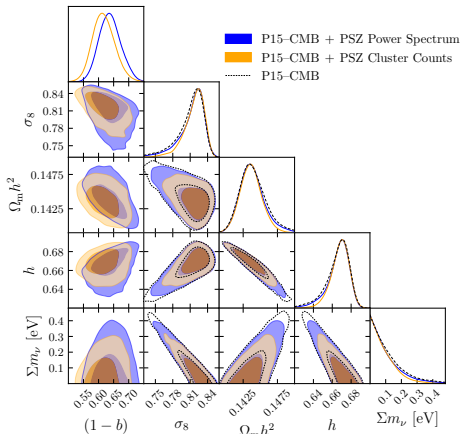 P15–CMB + PSZ Power Spectrum
P15–CMB + PSZ Cluster Counts
P15–CMB
σ₈
0.84
0.81
0.78
0.75
Ωₘh²
0.1475
0.1425
h
0.68
0.66
0.64
Σmᵥ [eV]
0.4
0.3
0.2
0.1
0.55 0.60 0.65 0.70
0.75 0.78 0.81 0.84
0.1425 0.1475
0.64 0.66 0.68
0.1 0.2 0.3 0.4
(1 − b)
σ₈
Ωₘh²
h
Σmᵥ [eV]